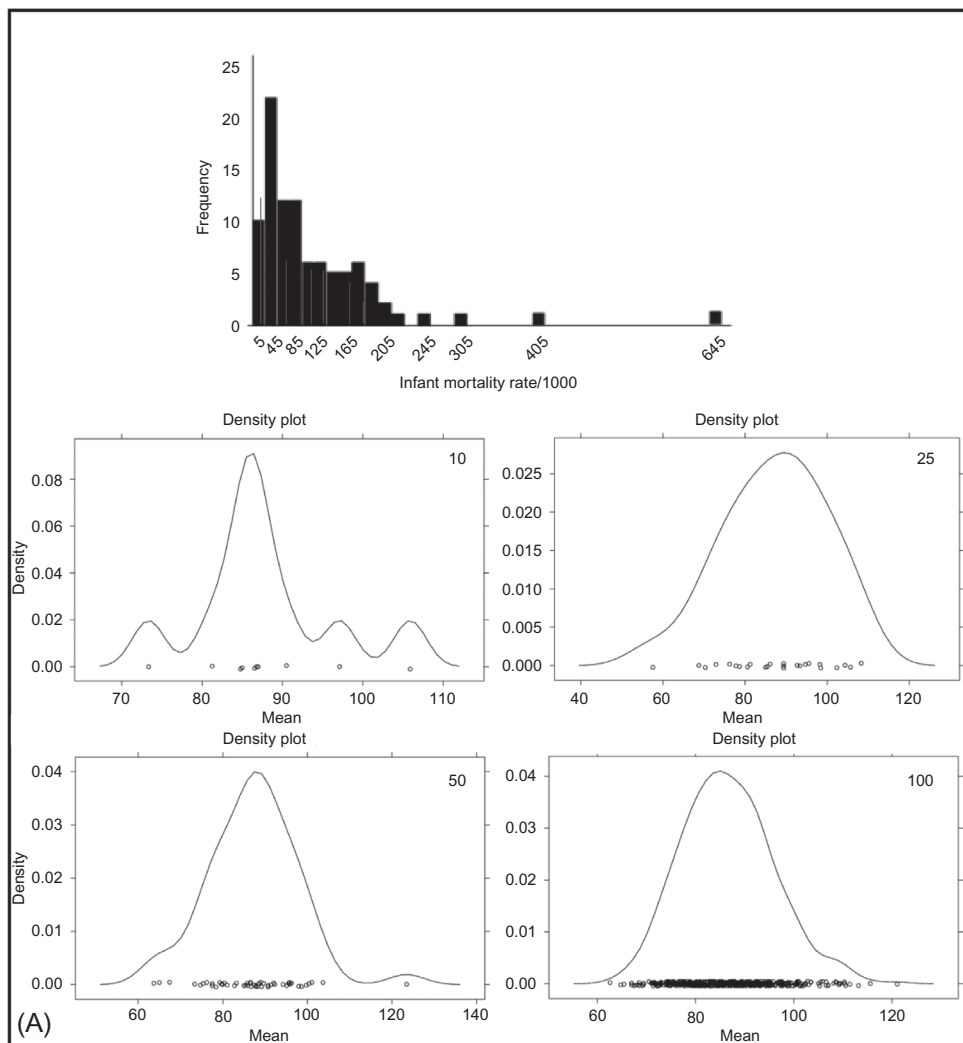 25
20
15
10
5
0
Frequency
5 45 85 125 165 205 245 305 405 645
Infant mortality rate/1000
Density plot
10
0.08
0.06
0.04
0.02
0.00
Density
70 80 90 100 110
Mean
Density plot
25
0.025
0.020
0.015
0.010
0.005
0.000
40 60 80 100 120
Mean
Density plot
50
0.04
0.03
0.02
0.01
0.00
Density
60 80 100 120 140
Mean
Density plot
100
0.04
0.03
0.02
0.01
0.00
60 80 100 120
Mean
(A)